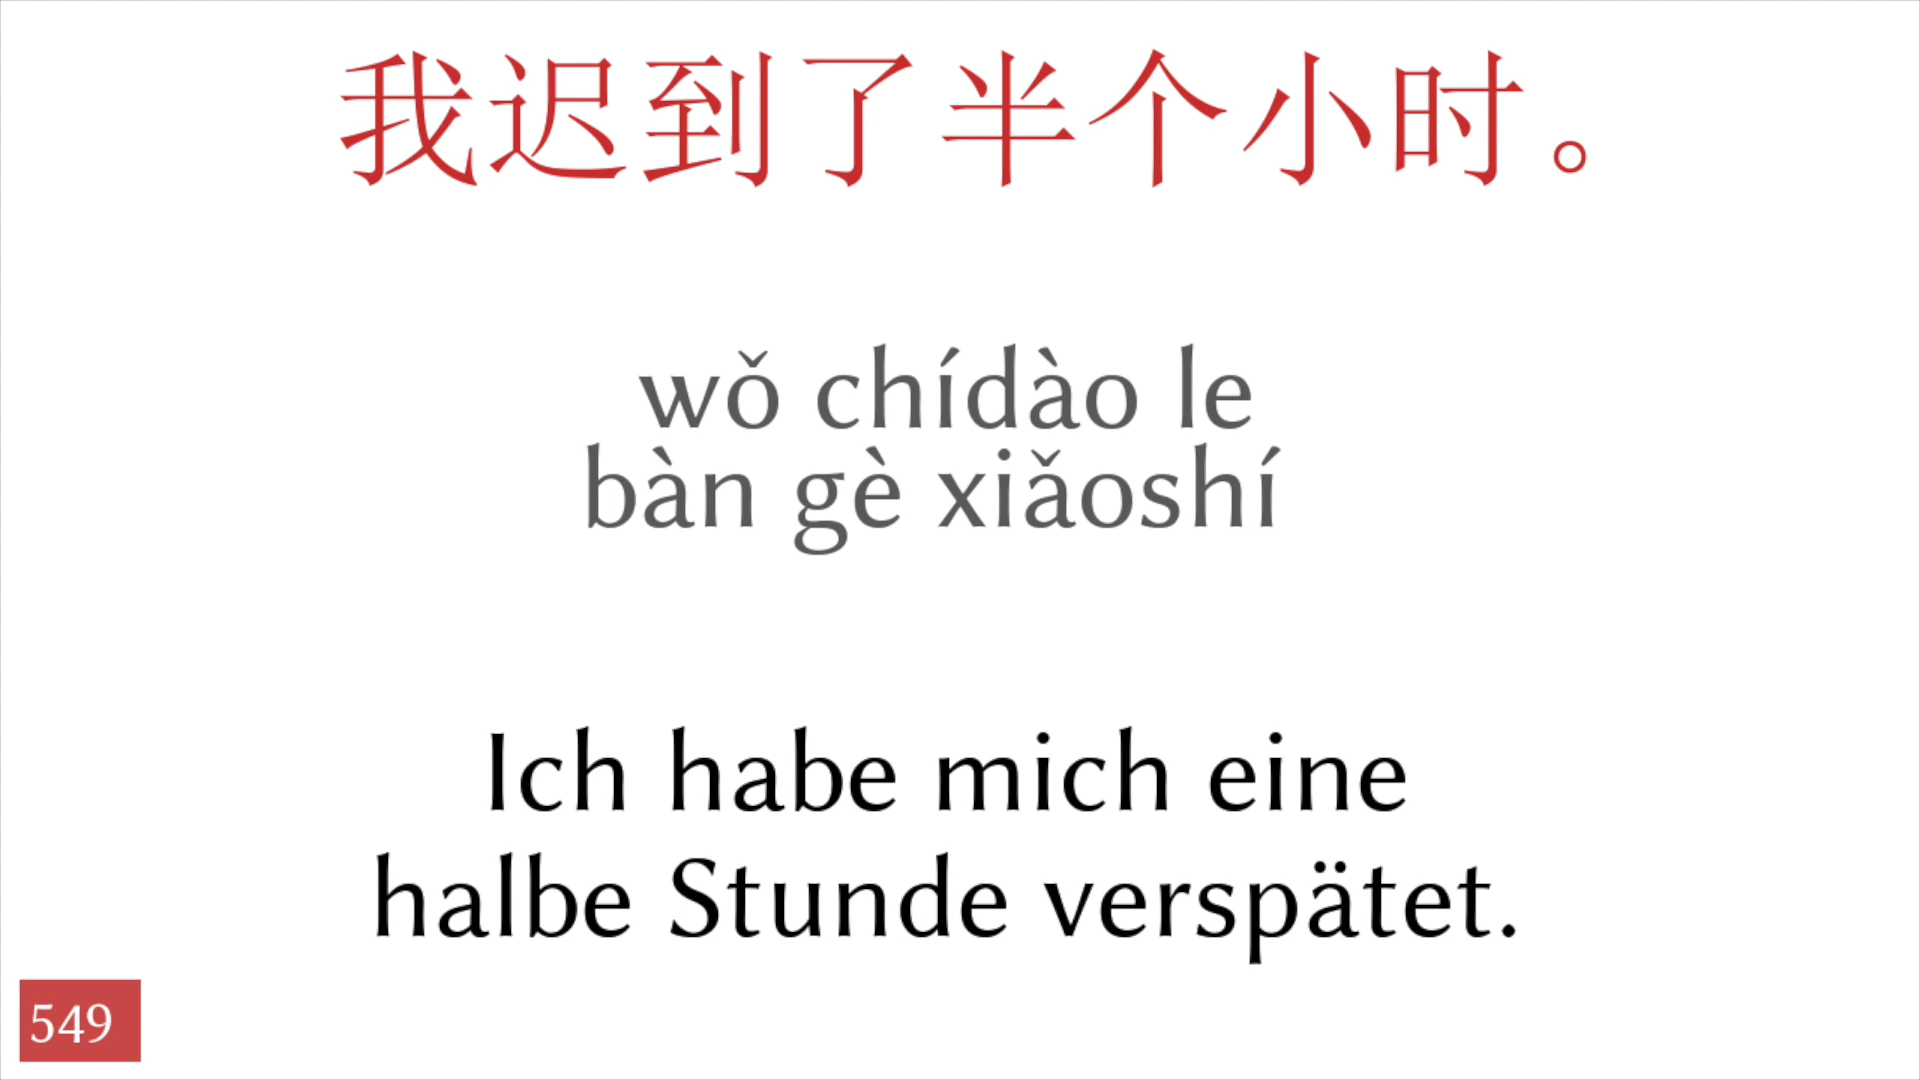 我迟到了半个小时。
wǒ chídào le
bàn gè xiǎoshí
Ich habe mich eine
halbe Stunde verspätet.
549